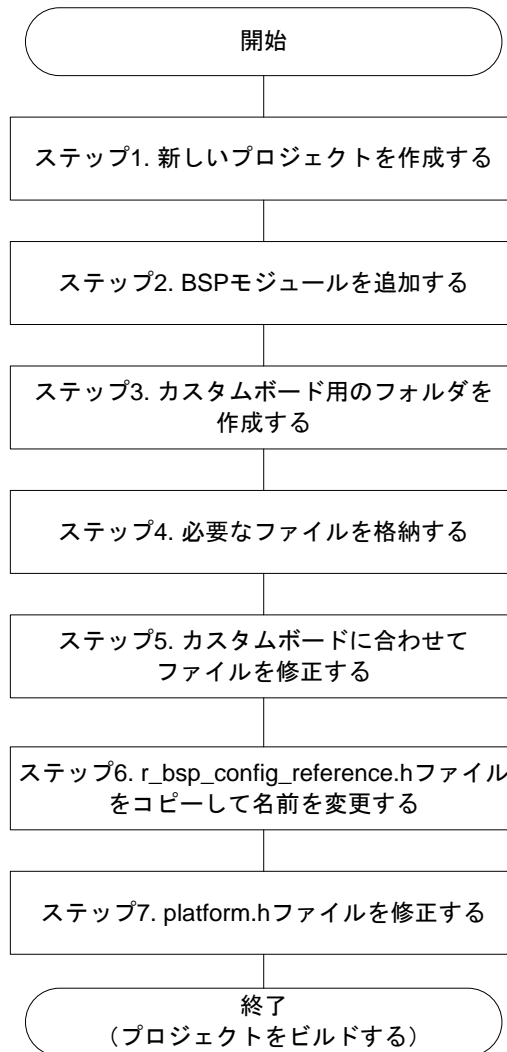 開始
ステップ1. 新しいプロジェクトを作成する
ステップ2. BSPモジュールを追加する
ステップ3. カスタムボード用のフォルダを
作成する
ステップ4. 必要なファイルを格納する
ステップ5. カスタムボードに合わせて
ファイルを修正する
ステップ6. r_bsp_config_reference.hファイル
をコピーして名前を変更する
ステップ7. platform.hファイルを修正する
終了
（プロジェクトをビルドする）